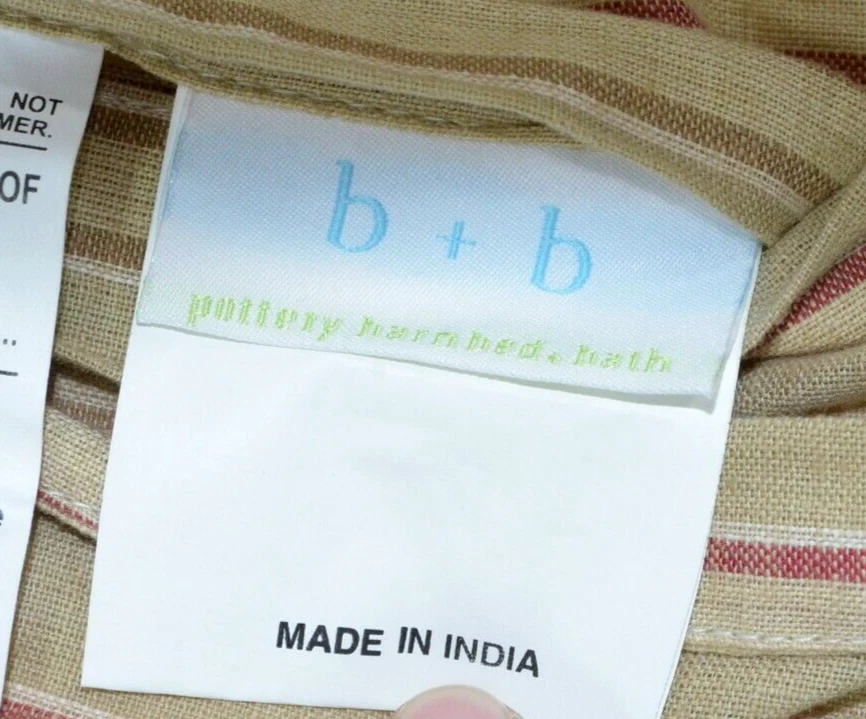 NOT
MER.
OF
b + b
pottery barn bed + bath
MADE IN INDIA